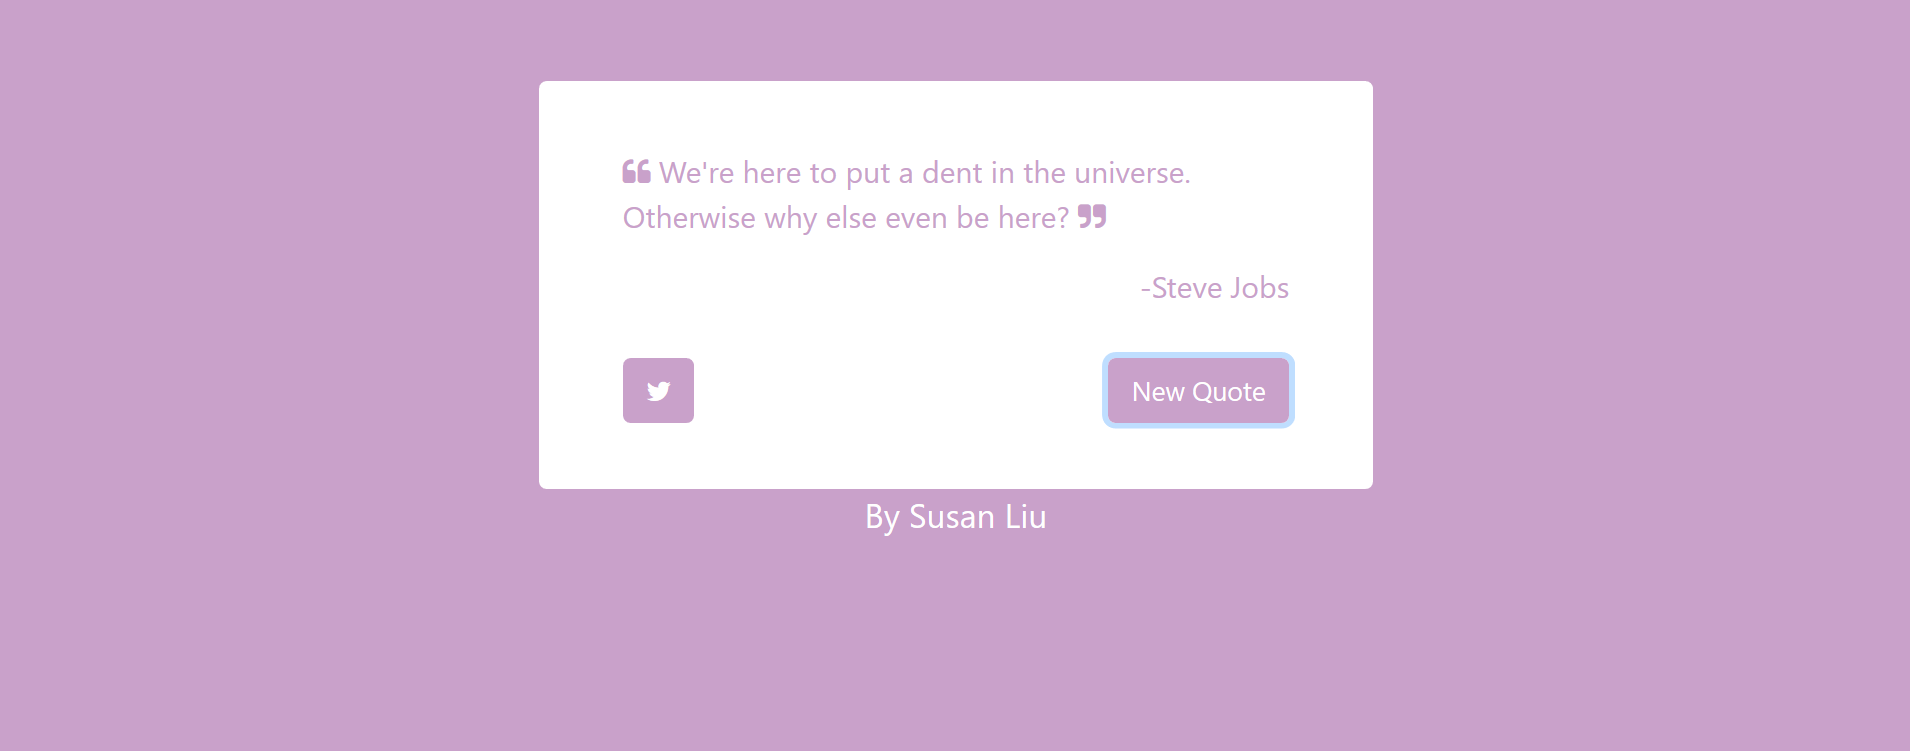 “ We're here to put a dent in the universe.
Otherwise why else even be here? ”
-Steve Jobs
New Quote
By Susan Liu